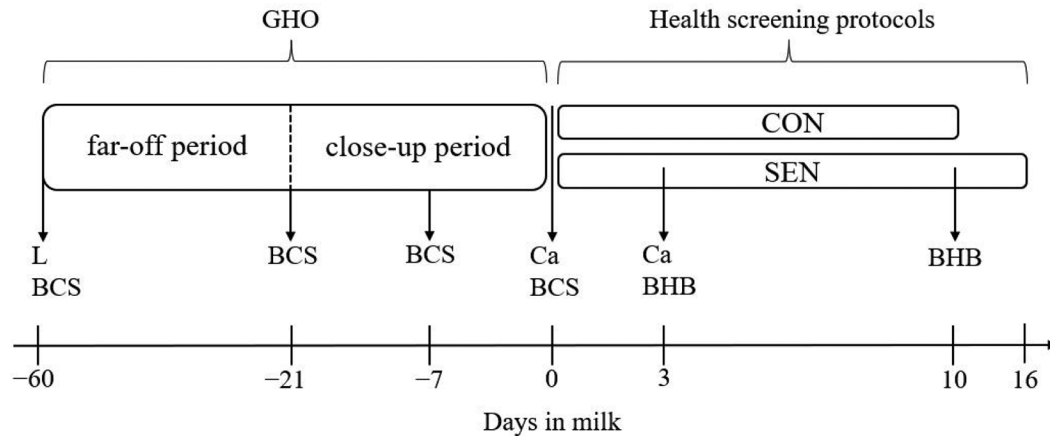 GHO
Health screening protocols
far-off period
close-up period
CON
SEN
L
BCS
BCS
BCS
Ca
BCS
Ca
BHB
BHB
−60
−21
−7
0
3
10
16
Days in milk